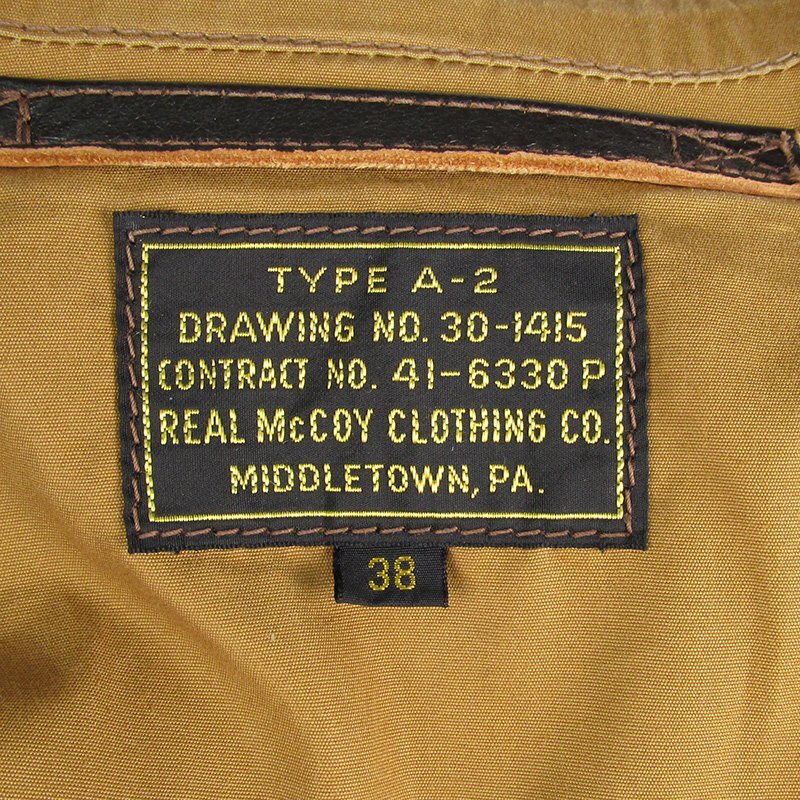 TYPE A-2
DRAWING NO. 30-1415
CONTRACT NO. 41-6330 P
REAL McCOY CLOTHING CO.
MIDDLETOWN, PA.
38